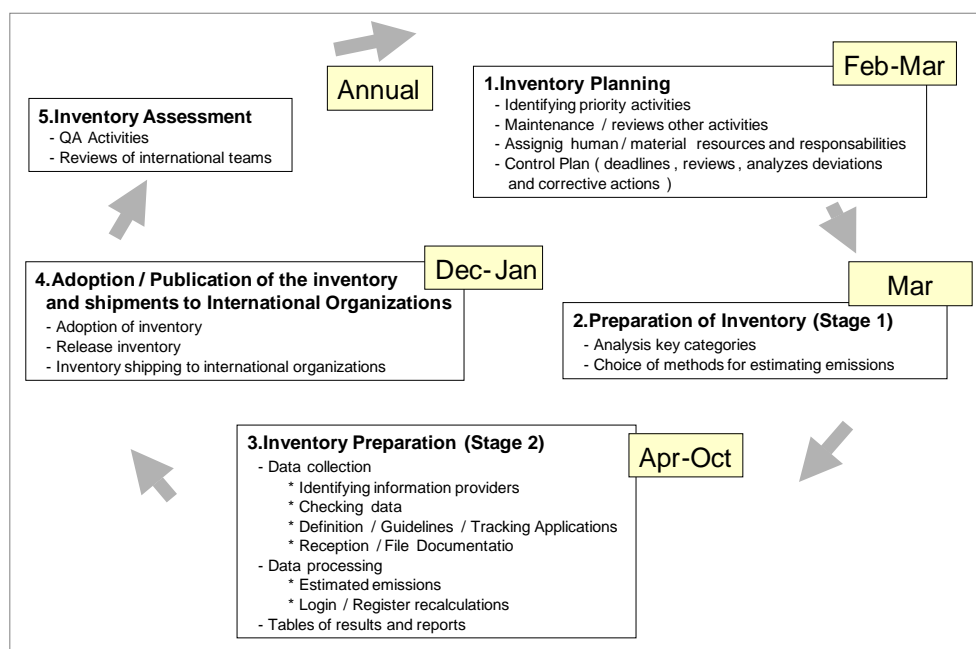 Annual
Feb-Mar
1.Inventory Planning
- Identifying priority activities
- Maintenance / reviews other activities
- Assignig human / material resources and responsabilities
- Control Plan ( deadlines , reviews , analyzes deviations
and corrective actions )
Mar
2.Preparation of Inventory (Stage 1)
- Analysis key categories
- Choice of methods for estimating emissions
Apr-Oct
3.Inventory Preparation (Stage 2)
- Data collection
* Identifying information providers
* Checking data
* Definition / Guidelines / Tracking Applications
* Reception / File Documentatio
- Data processing
* Estimated emissions
* Login / Register recalculations
- Tables of results and reports
Dec-Jan
4.Adoption / Publication of the inventory
and shipments to International Organizations
- Adoption of inventory
- Release inventory
- Inventory shipping to international organizations
5.Inventory Assessment
- QA Activities
- Reviews of international teams